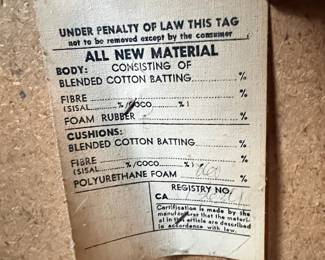 UNDER PENALTY OF LAW THIS TAG
not to be removed except by the consumer
ALL NEW MATERIAL
BODY: CONSISTING OF
BLENDED COTTON BATTING........%
FIBRE
(SISAL......%/COCO......%)........%
FOAM RUBBER........%
CUSHIONS:
BLENDED COTTON BATTING........%
FIBRE
(SISAL......%/COCO......%)........%
POLYURETHANE FOAM........%
REGISTRY NO.
CA
Certification is made by the
manufacturer that the materi-
al in this article are described
in accordance with law.